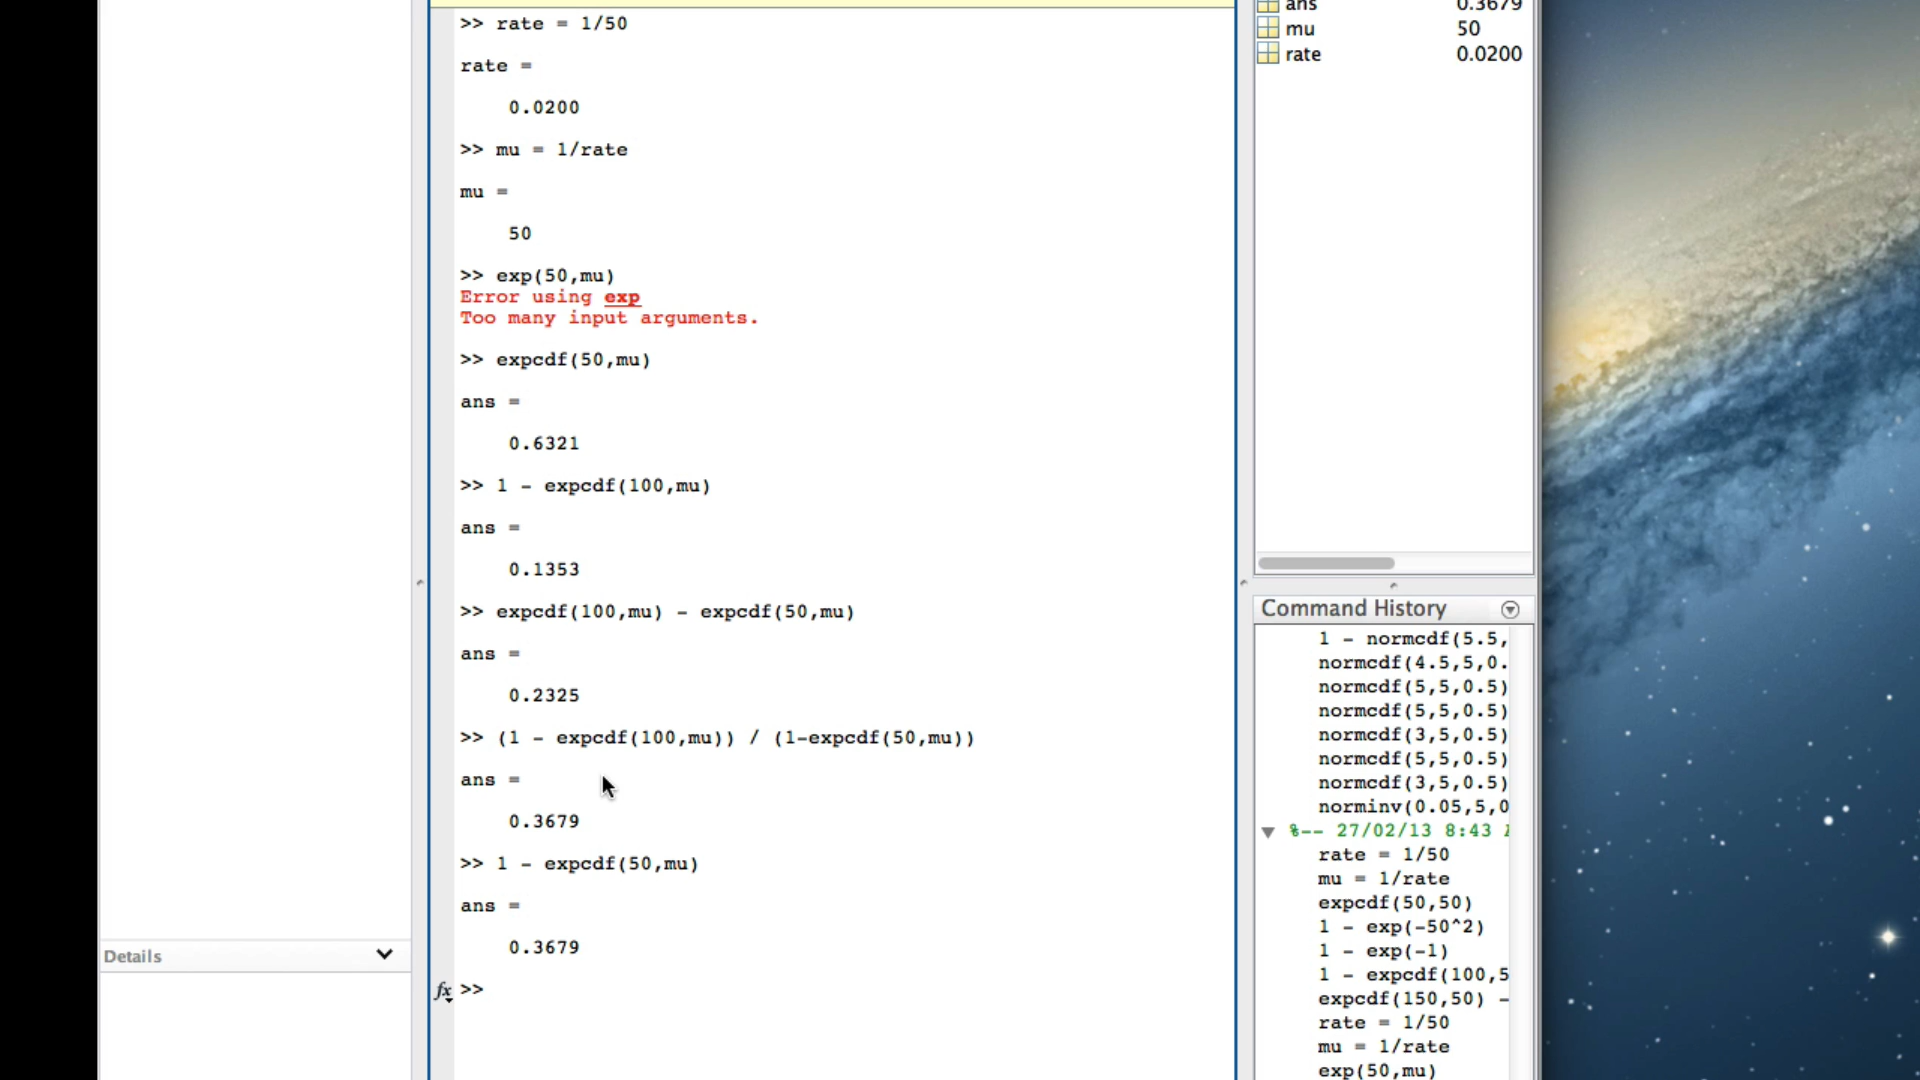 >> rate = 1/50
rate =
0.0200
>> mu = 1/rate
mu =
50
>> exp(50,mu)
Error using exp
Too many input arguments.
>> expcdf(50,mu)
ans =
0.6321
>> 1 - expcdf(100,mu)
ans =
0.1353
>> expcdf(100,mu) - expcdf(50,mu)
ans =
0.2325
>> (1 - expcdf(100,mu)) / (1-expcdf(50,mu))
ans =
0.3679
>> 1 - expcdf(50,mu)
ans =
0.3679
fx >>
ans 0.3679
mu 50
rate 0.0200
Command History
1 - normcdf(5.5,
normcdf(4.5,5,0.
normcdf(5,5,0.5)
normcdf(5,5,0.5)
normcdf(3,5,0.5)
normcdf(5,5,0.5)
normcdf(3,5,0.5)
norminv(0.05,5,0
%-- 27/02/13 8:43
rate = 1/50
mu = 1/rate
expcdf(50,50)
1 - exp(-50^2)
1 - exp(-1)
1 - expcdf(100,5
expcdf(150,50) -
rate = 1/50
mu = 1/rate
exp(50,mu)
Details